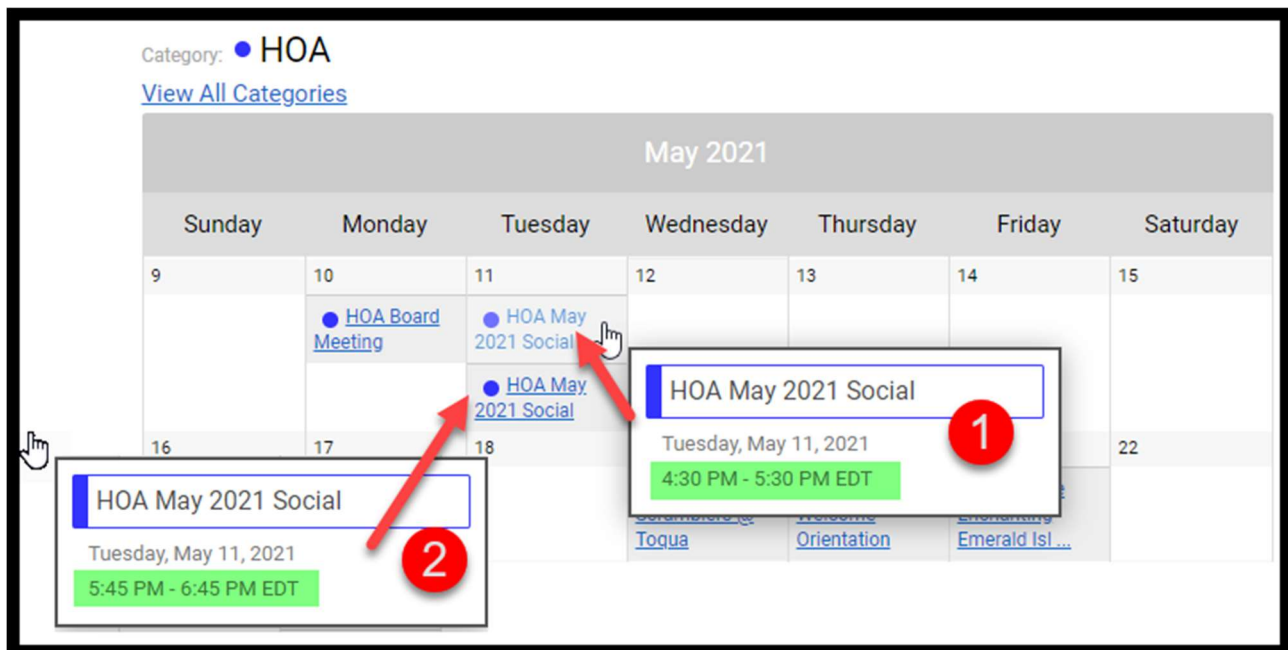 Category: HOA
View All Categories
May 2021
Sunday Monday Tuesday Wednesday Thursday Friday Saturday
9 10 11 12 13 14 15
HOA Board
Meeting
HOA May
2021 Social
HOA May
2021 Social
HOA May 2021 Social
1
Tuesday, May 11, 2021
4:30 PM - 5:30 PM EDT
16 17 18 22
HOA May 2021 Social
2
Tuesday, May 11, 2021
5:45 PM - 6:45 PM EDT
Scramblers @
Toqua
Welcome
Orientation
Enchanting
Emerald Isl ...